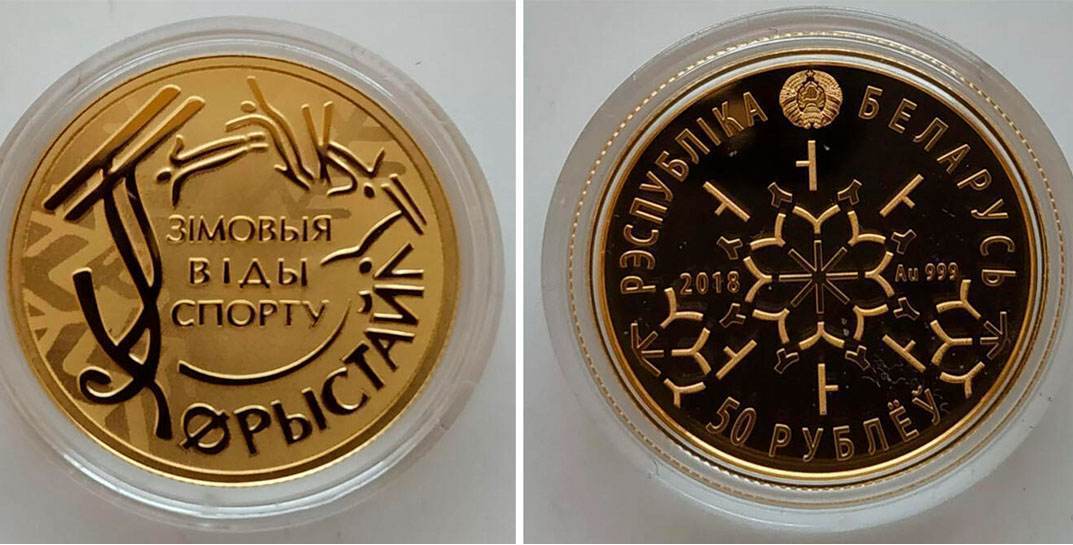 ЗІМОВЫЯ
ВІДЫ
СПОРТУ
ФРЫСТАЙЛ
РЭСПУБЛІКА БЕЛАРУСЬ
2018
Au 999
50 РУБЛЁЎ